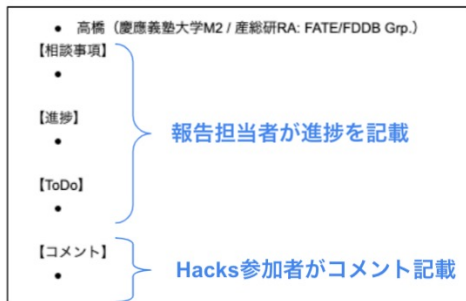 • 高橋（慶應義塾大学M2 / 産総研RA: FATE/FDDB Grp.）
【相談事項】
•
【進捗】
•
報告担当者が進捗を記載
【ToDo】
•
【コメント】
•
Hacks参加者がコメント記載